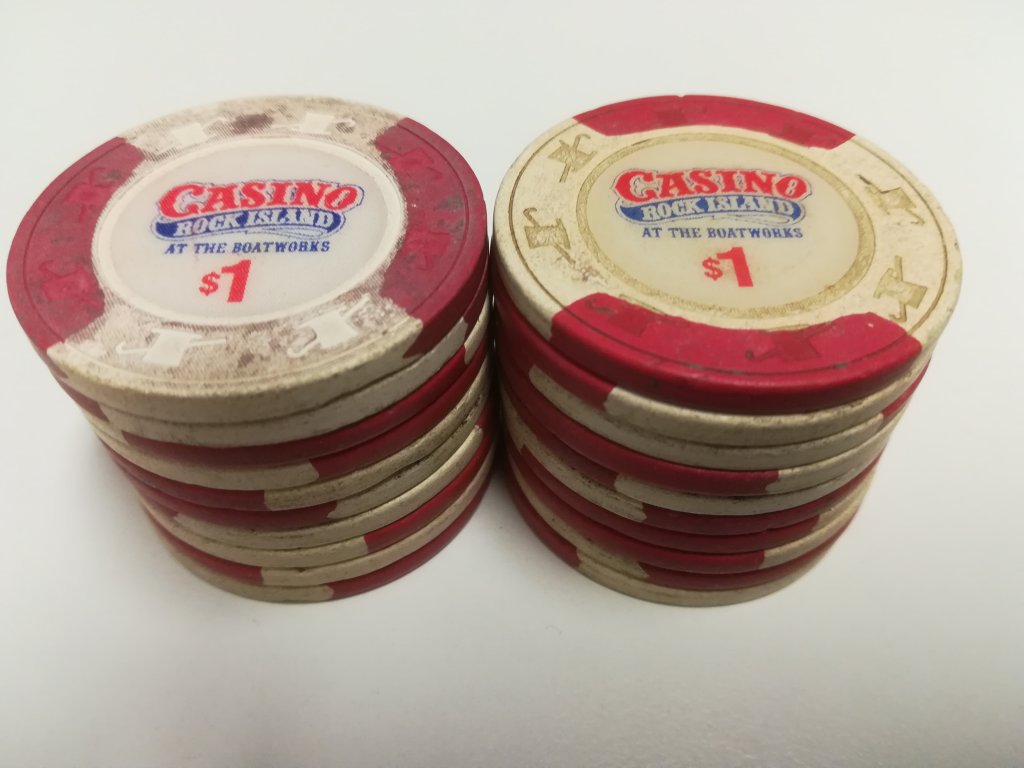 CASINO
ROCK ISLAND
AT THE BOATWORKS
$1
CASINO
ROCK ISLAND
AT THE BOATWORKS
$1